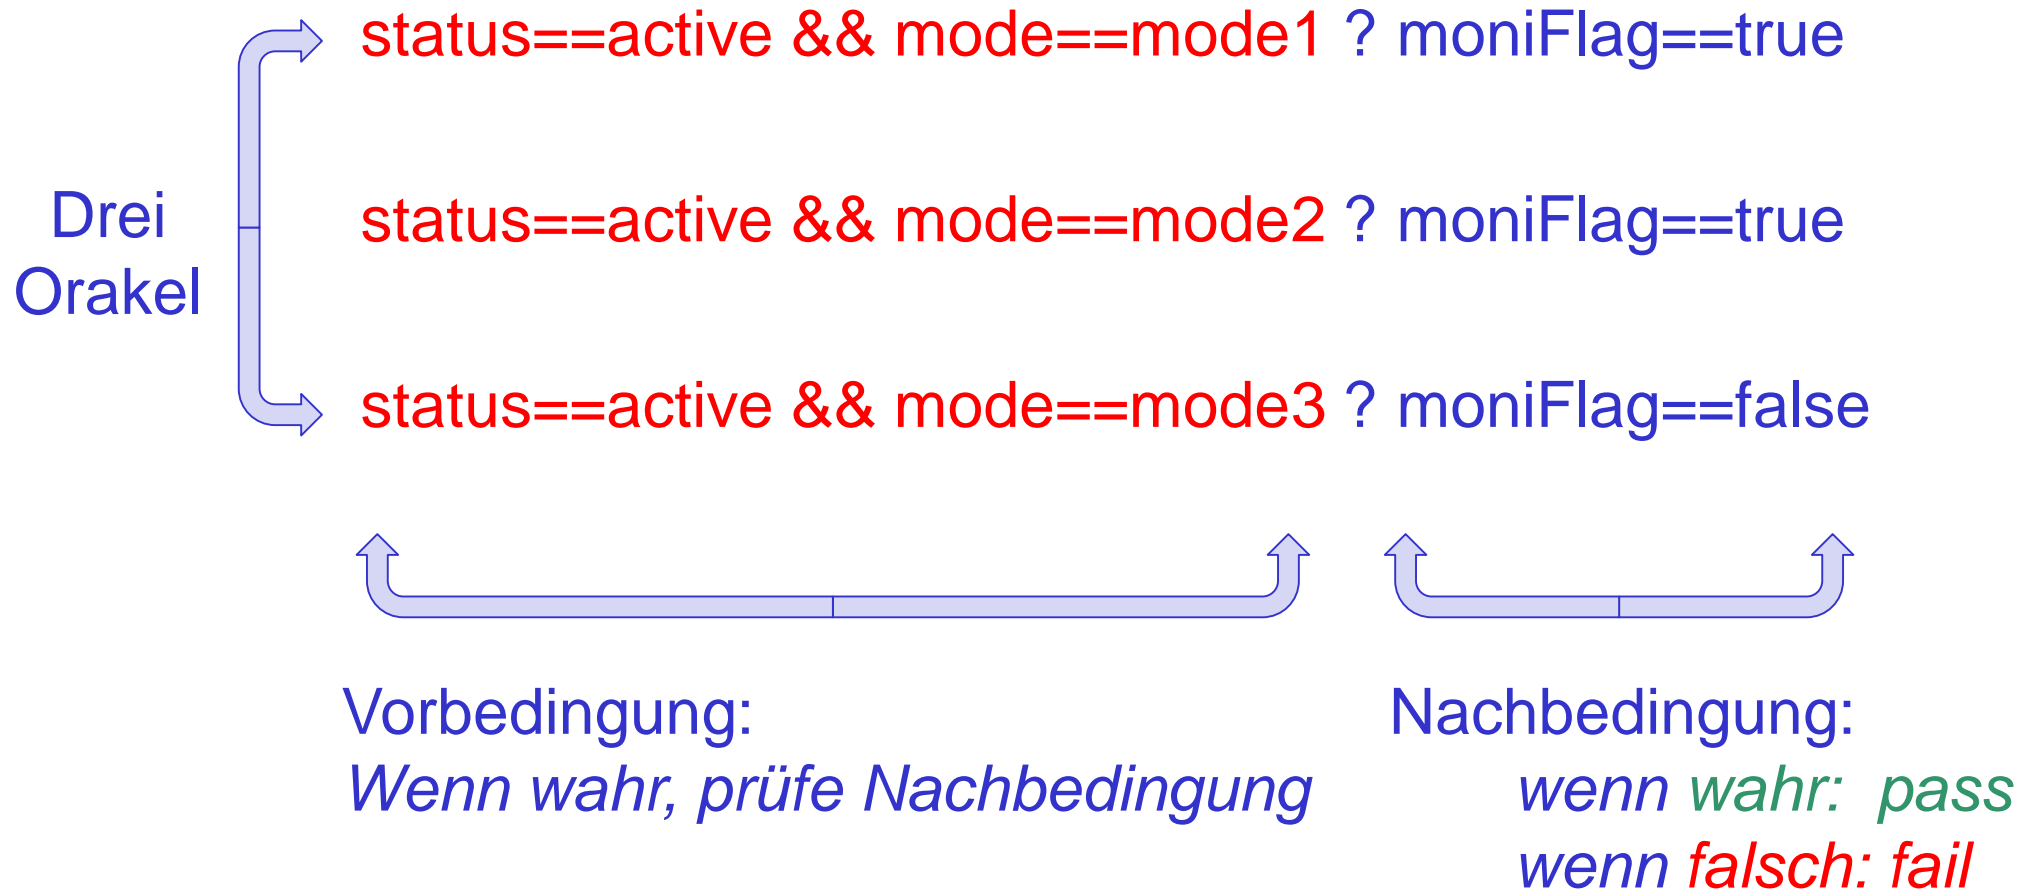 status==active && mode==mode1 ? moniFlag==true
Drei
Orakel
status==active && mode==mode2 ? moniFlag==true
status==active && mode==mode3 ? moniFlag==false
Vorbedingung:
Wenn wahr, prüfe Nachbedingung
Nachbedingung:
wenn wahr: pass
wenn falsch: fail